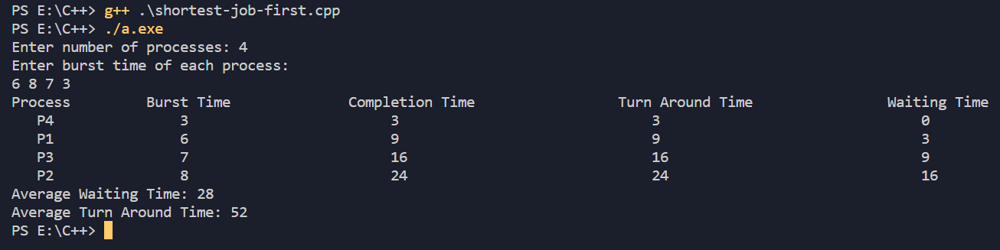 PS E:\C++> g++ .\shortest-job-first.cpp
PS E:\C++> ./a.exe
Enter number of processes: 4
Enter burst time of each process:
6 8 7 3
Process Burst Time Completion Time Turn Around Time Waiting Time
P4 3 3 3 0
P1 6 9 9 3
P3 7 16 16 9
P2 8 24 24 16
Average Waiting Time: 28
Average Turn Around Time: 52
PS E:\C++>